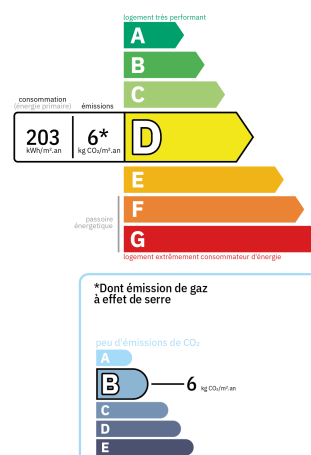 logement très performant
A
B
C
consommation
(énergie primaire)
émissions
203
kWh/m².an
6*
kg CO₂/m².an
D
E
F
passoire
énergétique
G
logement extrêmement consommateur d'énergie
*Dont émission de gaz
à effet de serre
peu d'émissions de CO₂
A
B
6 kg CO₂/m².an
C
D
E